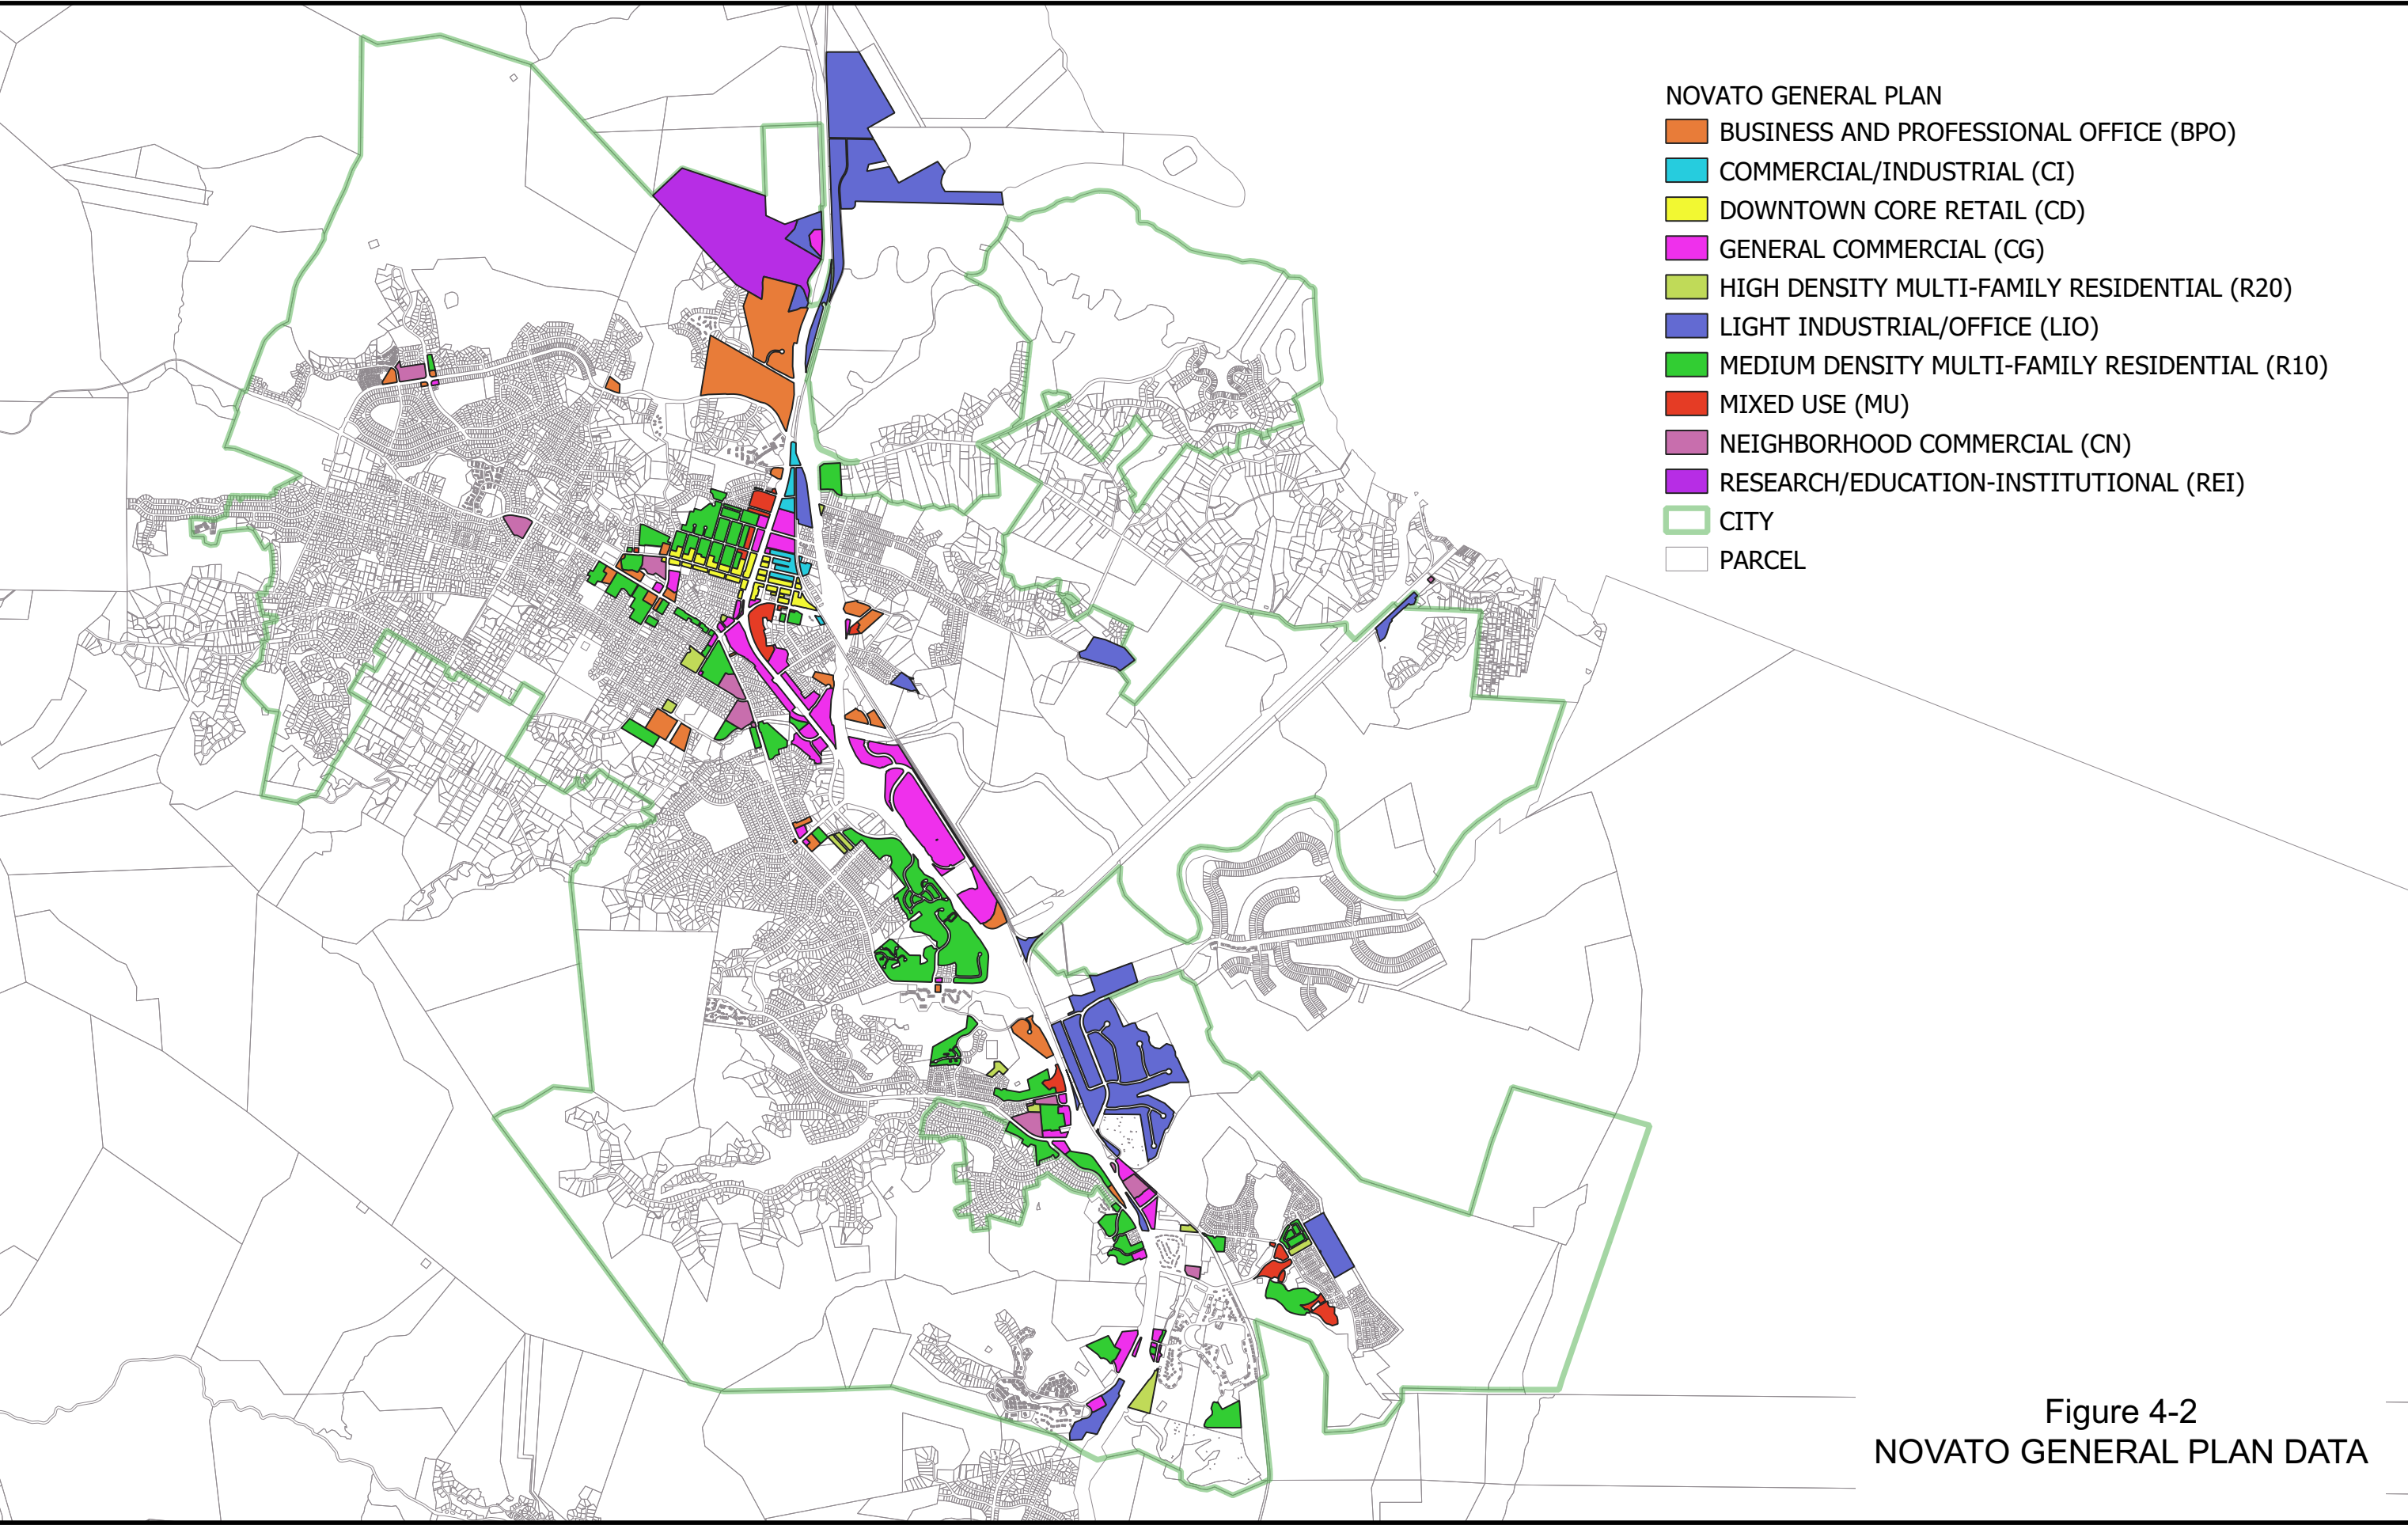 NOVATO GENERAL PLAN
BUSINESS AND PROFESSIONAL OFFICE (BPO)
COMMERCIAL/INDUSTRIAL (CI)
DOWNTOWN CORE RETAIL (CD)
GENERAL COMMERCIAL (CG)
HIGH DENSITY MULTI-FAMILY RESIDENTIAL (R20)
LIGHT INDUSTRIAL/OFFICE (LIO)
MEDIUM DENSITY MULTI-FAMILY RESIDENTIAL (R10)
MIXED USE (MU)
NEIGHBORHOOD COMMERCIAL (CN)
RESEARCH/EDUCATION-INSTITUTIONAL (REI)
CITY
PARCEL
Figure 4-2
NOVATO GENERAL PLAN DATA